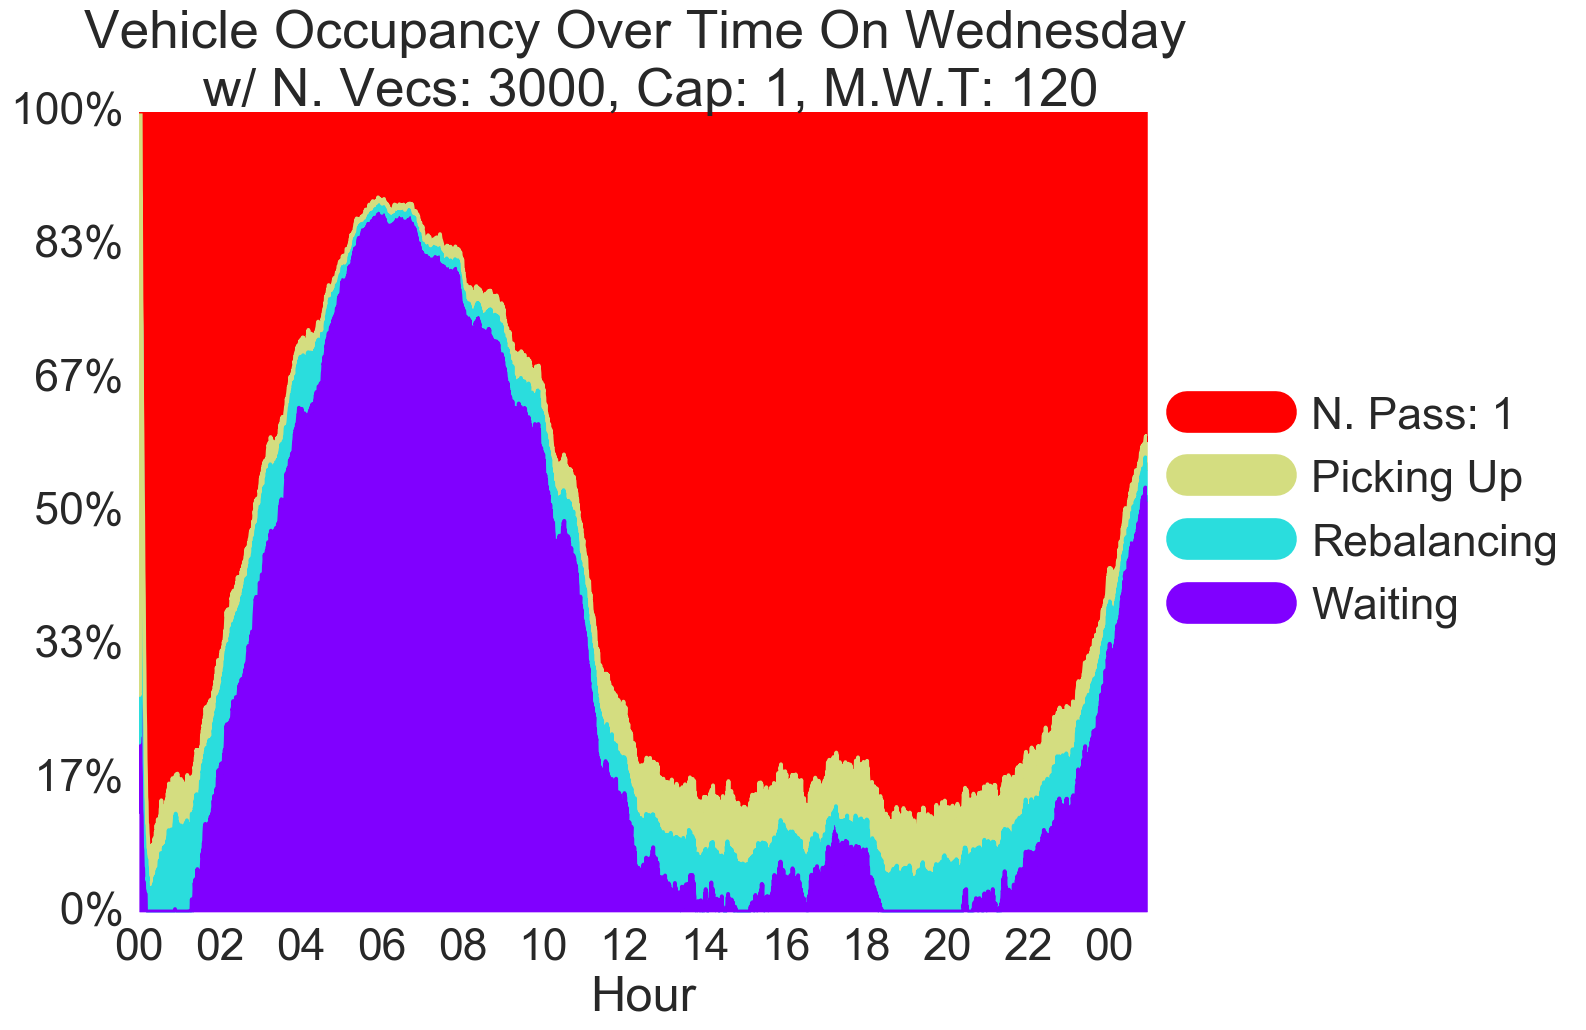 Vehicle Occupancy Over Time On Wednesday
w/ N. Vecs: 3000, Cap: 1, M.W.T: 120
100%
83%
67%
50%
33%
17%
0%
00 02 04 06 08 10 12 14 16 18 20 22 00
Hour
N. Pass: 1
Picking Up
Rebalancing
Waiting